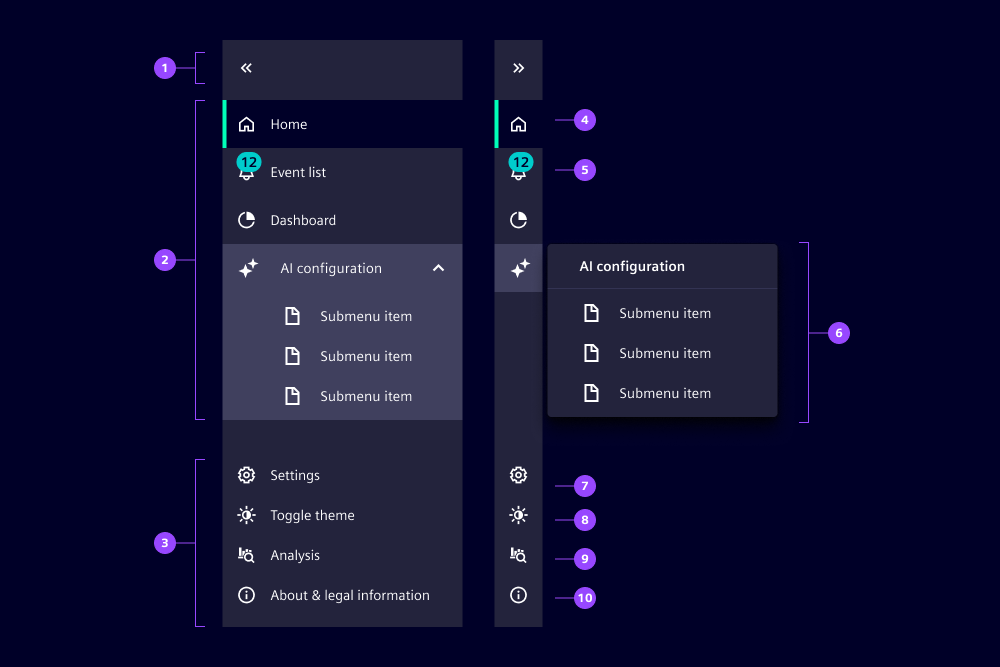 1
Home
12
Event list
Dashboard
2
AI configuration
Submenu item
Submenu item
Submenu item
3
Settings
Toggle theme
Analysis
About & legal information
4
12
5
AI configuration
Submenu item
Submenu item
Submenu item
6
7
8
9
10